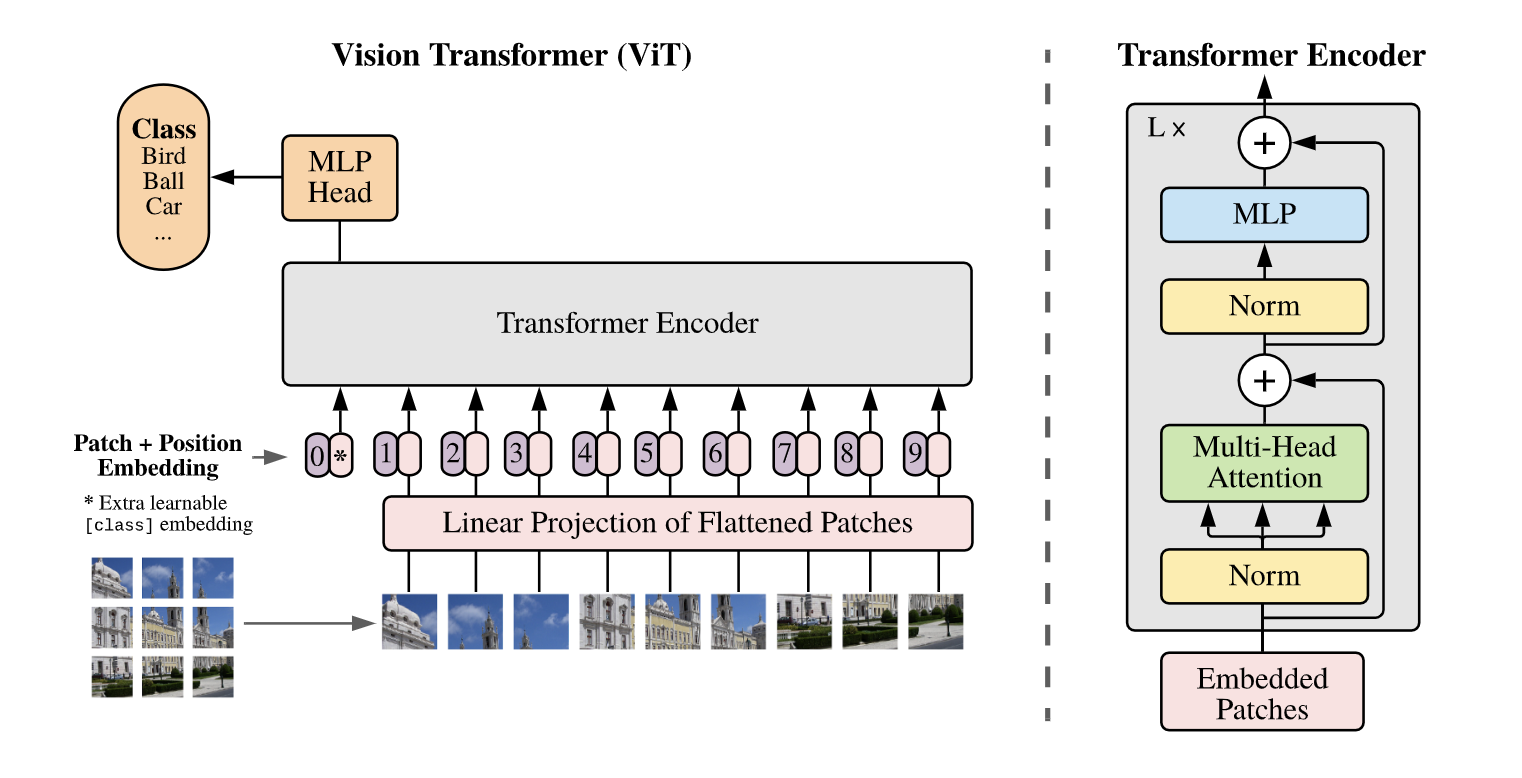 Vision Transformer (ViT)
Class
Bird
Ball
Car
...
MLP
Head
Transformer Encoder
Patch + Position
Embedding
0 * 1 2 3 4 5 6 7 8 9
* Extra learnable
[class] embedding
Linear Projection of Flattened Patches
Transformer Encoder
L x
+
MLP
Norm
+
Multi-Head
Attention
Norm
Embedded
Patches